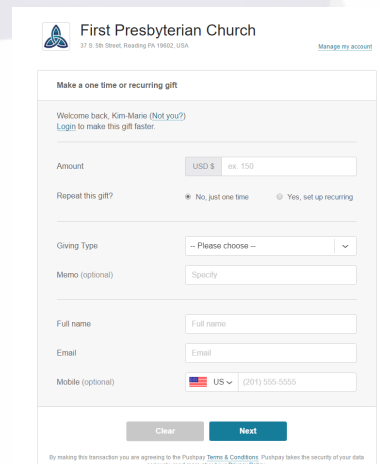 First Presbyterian Church
37 S. 5th Street, Reading PA 19602, USA
Manage my account
Make a one time or recurring gift
Welcome back, Kim-Marie (Not you?)
Login to make this gift faster.
Amount
USD $
ex. 150
Repeat this gift?
No, just one time
Yes, set up recurring
Giving Type
-- Please choose --
Memo (optional)
Specify
Full name
Full name
Email
Email
Mobile (optional)
US
(201) 555-5555
Clear
Next
By making this transaction you are agreeing to the Pushpay Terms & Conditions. Pushpay takes the security of your data